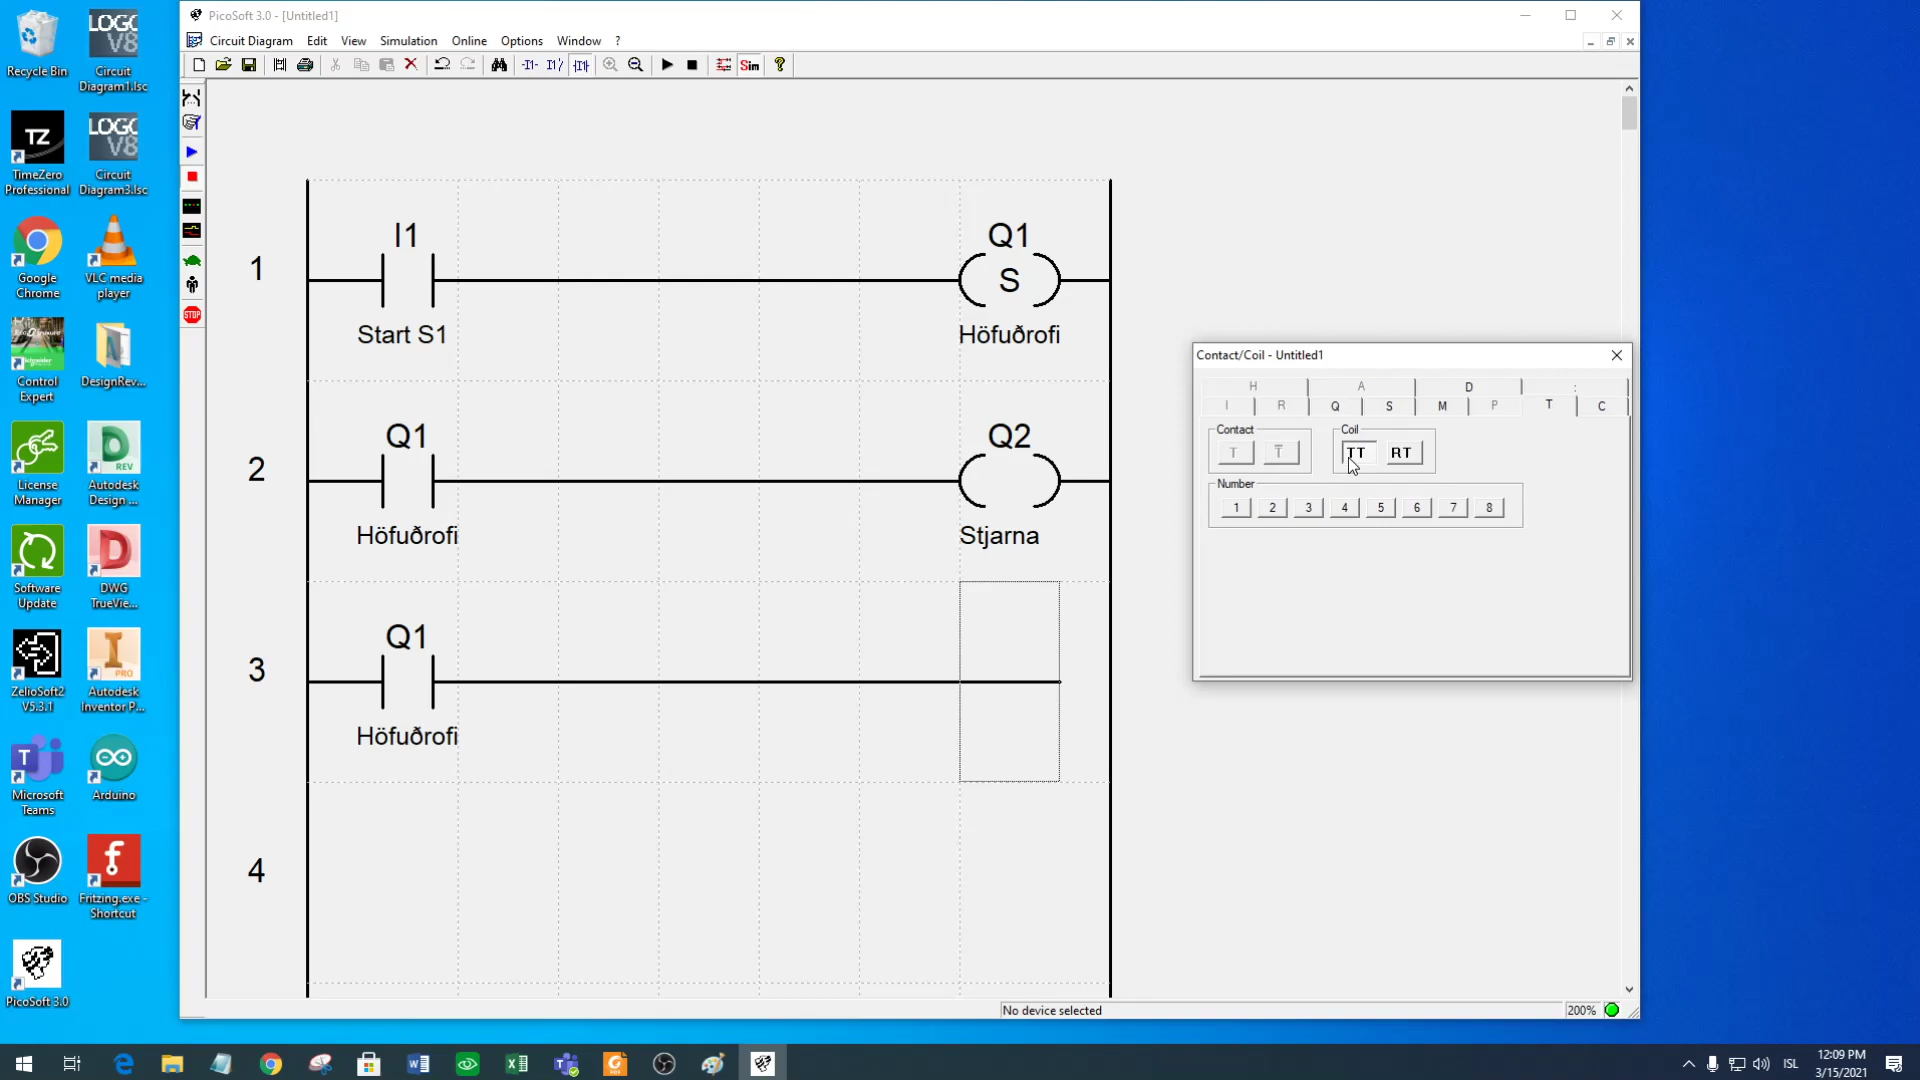 PicoSoft 3.0 - [Untitled1]
Circuit Diagram Edit View Simulation Online Options Window ?
Sim
STOP
1
I1
Start S1
Q1
S
Höfuðrofi
2
Q1
Höfuðrofi
Q2
Stjarna
3
Q1
Höfuðrofi
4
Contact/Coil - Untitled1
H A D :
I R Q S M P T C
Contact
T T̅
Coil
TT RT
Number
1 2 3 4 5 6 7 8
No device selected
200%
Recycle Bin
LOGO V8
Circuit
Diagram1.lsc
TZ
TimeZero
Professional
LOGO V8
Circuit
Diagram3.lsc
Google
Chrome
VLC media
player
Control
Expert
DesignRev...
License
Manager
Autodesk
Design ...
Software
Update
DWG
TrueVie...
ZelioSoft2
V5.3.1
Autodesk
Inventor P...
Microsoft
Teams
Arduino
OBS Studio
Fritzing.exe -
Shortcut
PicoSoft 3.0
ISL
12:09 PM
3/15/2021